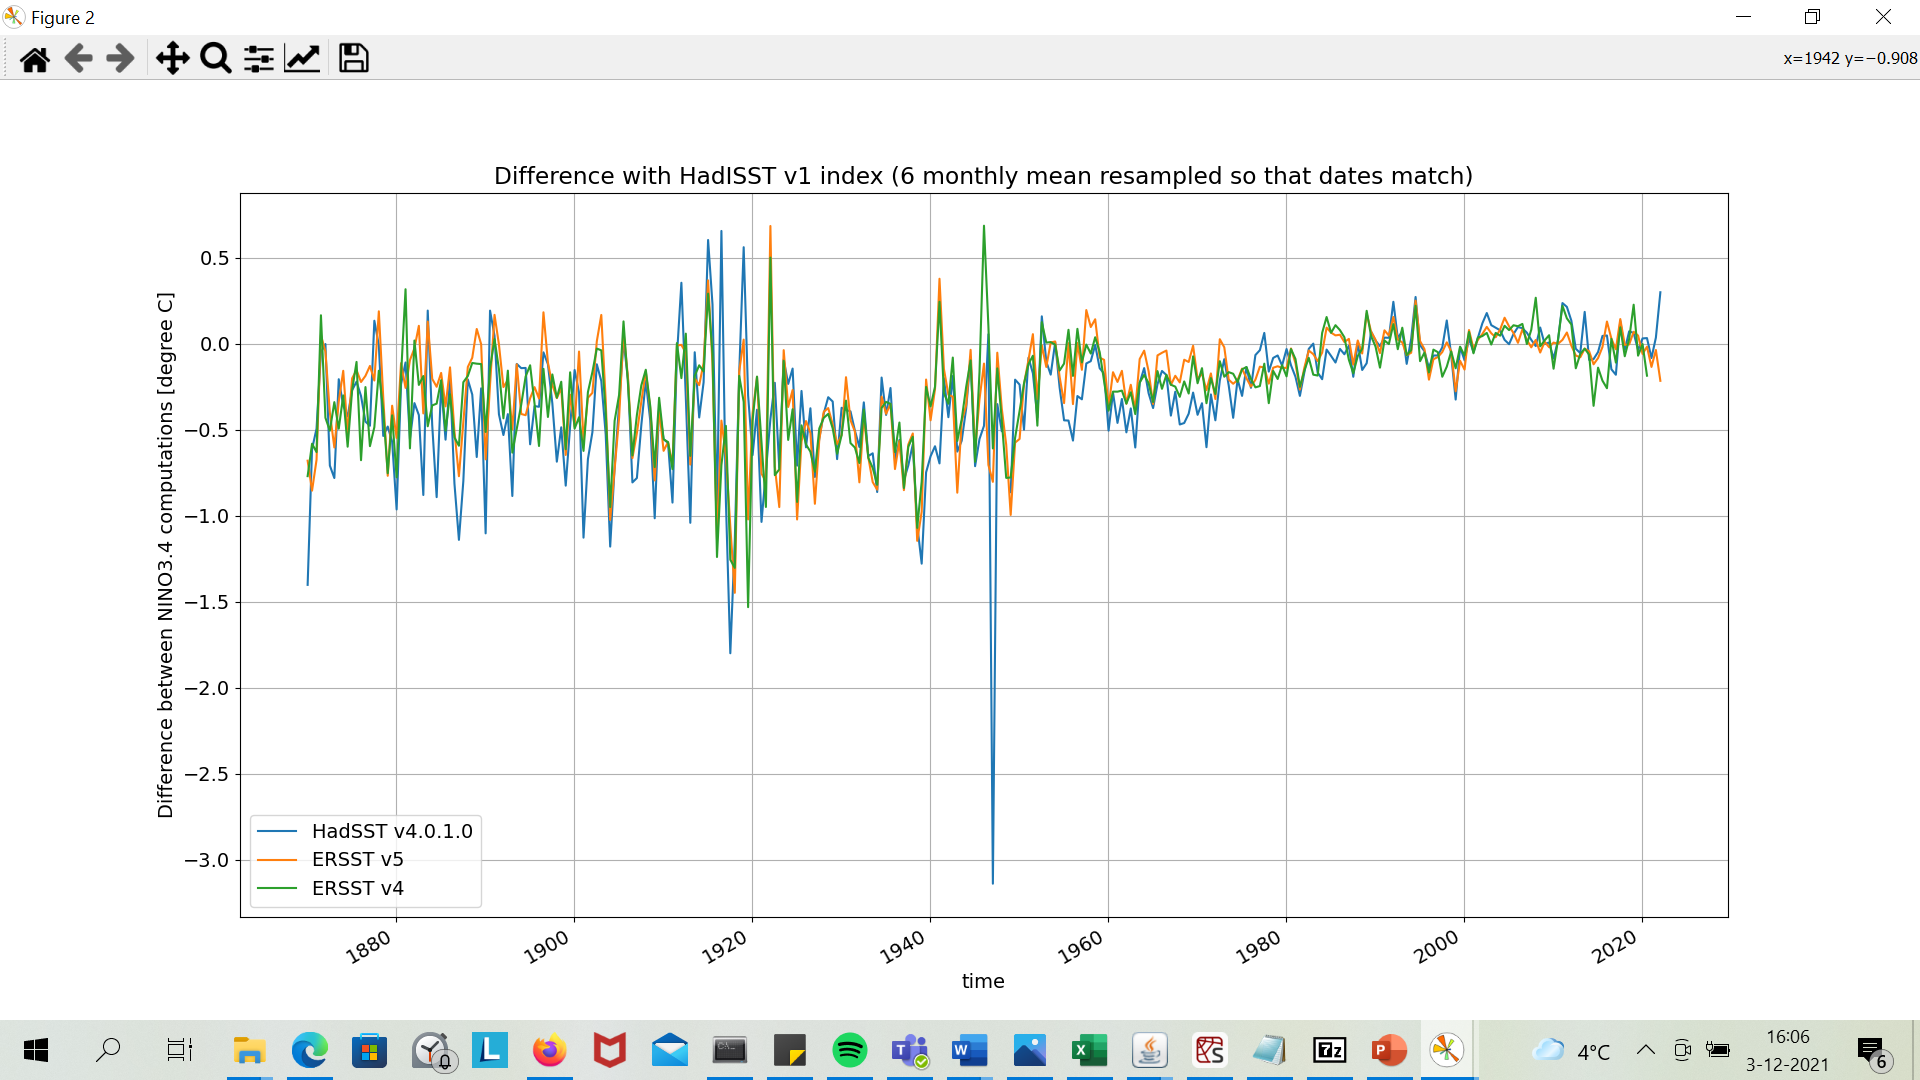 Figure 2
x=1942 y=−0.908
Difference with HadISST v1 index (6 monthly mean resampled so that dates match)
Difference between NINO3.4 computations [degree C]
0.5
0.0
−0.5
−1.0
−1.5
−2.0
−2.5
−3.0
HadSST v4.0.1.0
ERSST v5
ERSST v4
1880
1900
1920
1940
1960
1980
2000
2020
time
16:06
4°C
3-12-2021
6
L
C:\_
T
W
X
S
7z
P